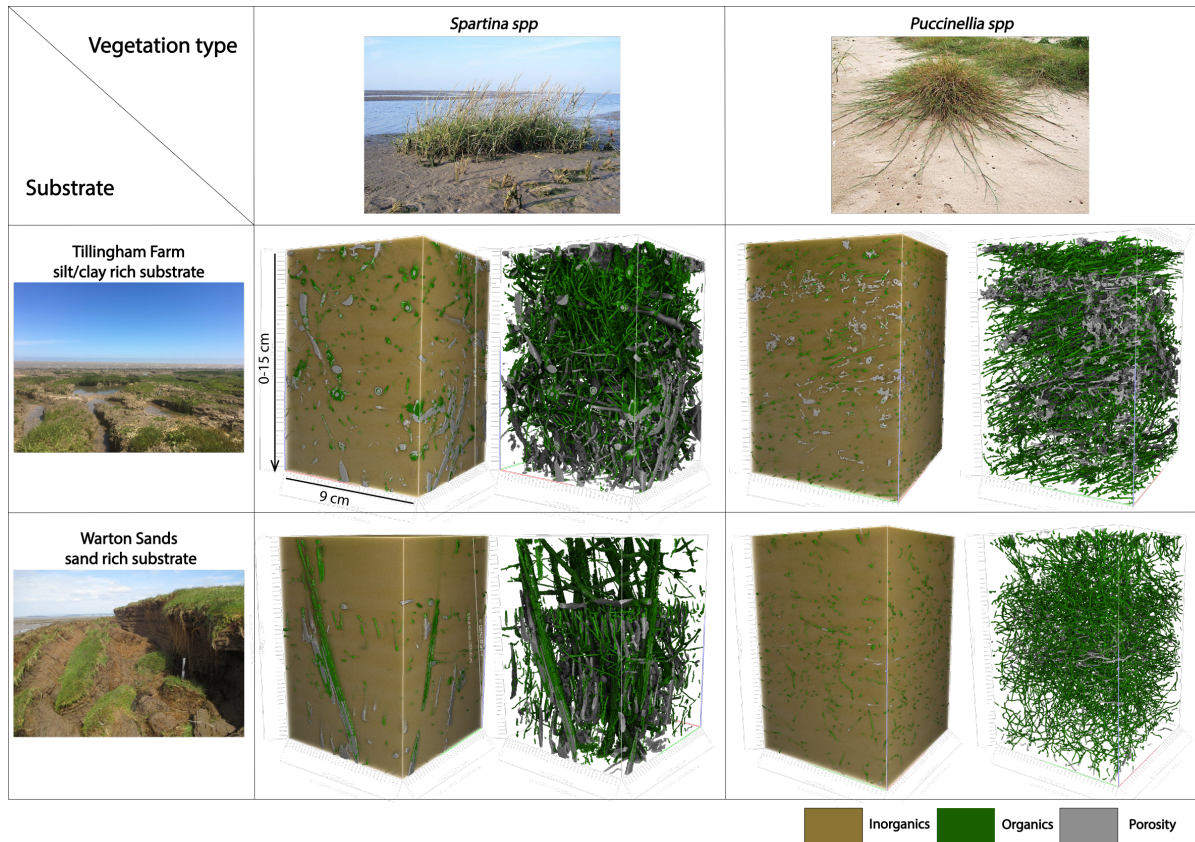 Vegetation type
Substrate
Spartina spp
Puccinellia spp
Tillingham Farm
silt/clay rich substrate
0-15 cm
9 cm
Warton Sands
sand rich substrate
Inorganics
Organics
Porosity